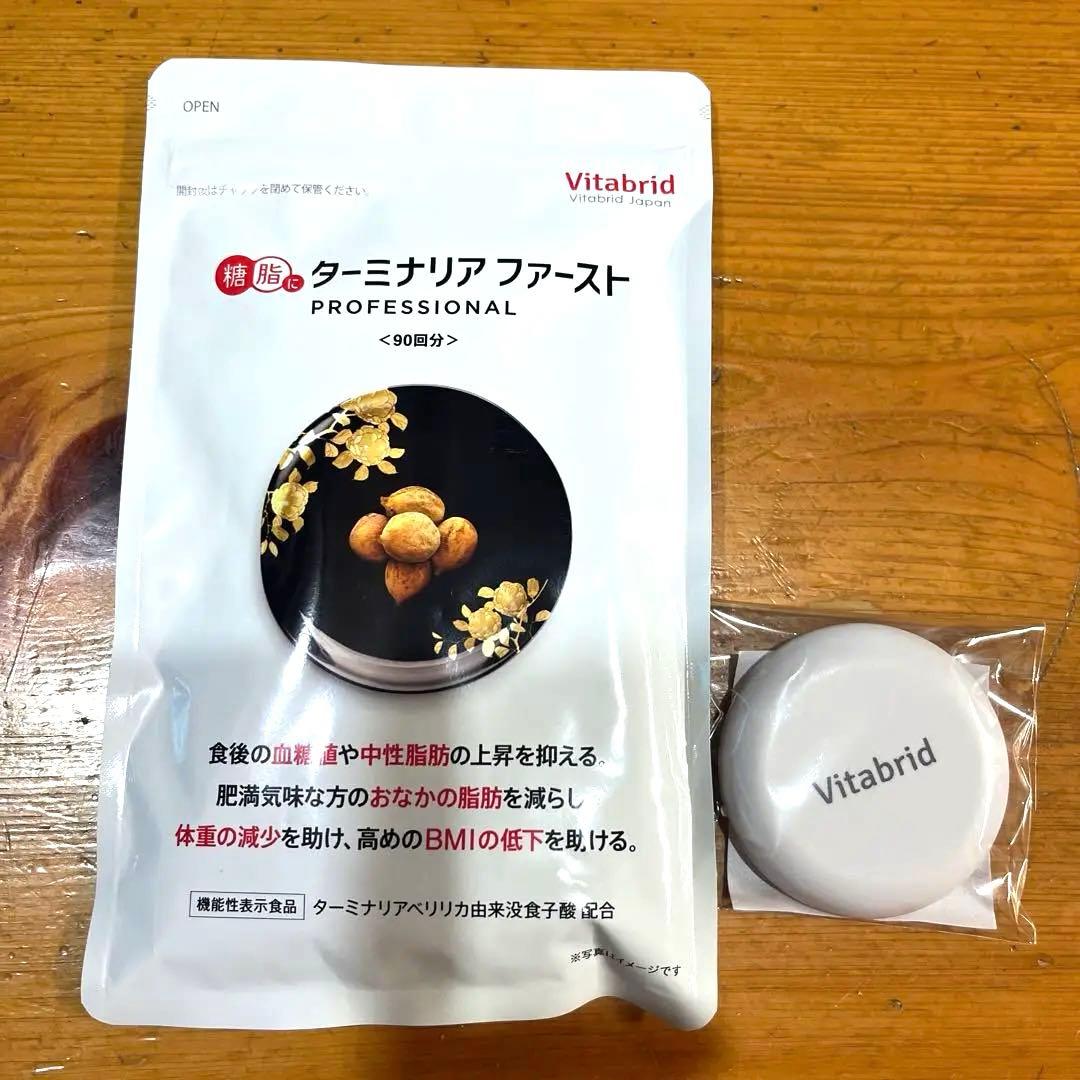 OPEN
開封後はチャックを閉めて保管ください。
Vitabrid
Vitabrid Japan
糖脂に ターミナリア ファースト
PROFESSIONAL
<90回分>
食後の血糖値や中性脂肪の上昇を抑える。
肥満気味な方のおなかの脂肪を減らし
体重の減少を助け、高めのBMIの低下を助ける。
機能性表示食品 ターミナリアベリリカ由来没食子酸 配合
※写真はイメージです
Vitabrid